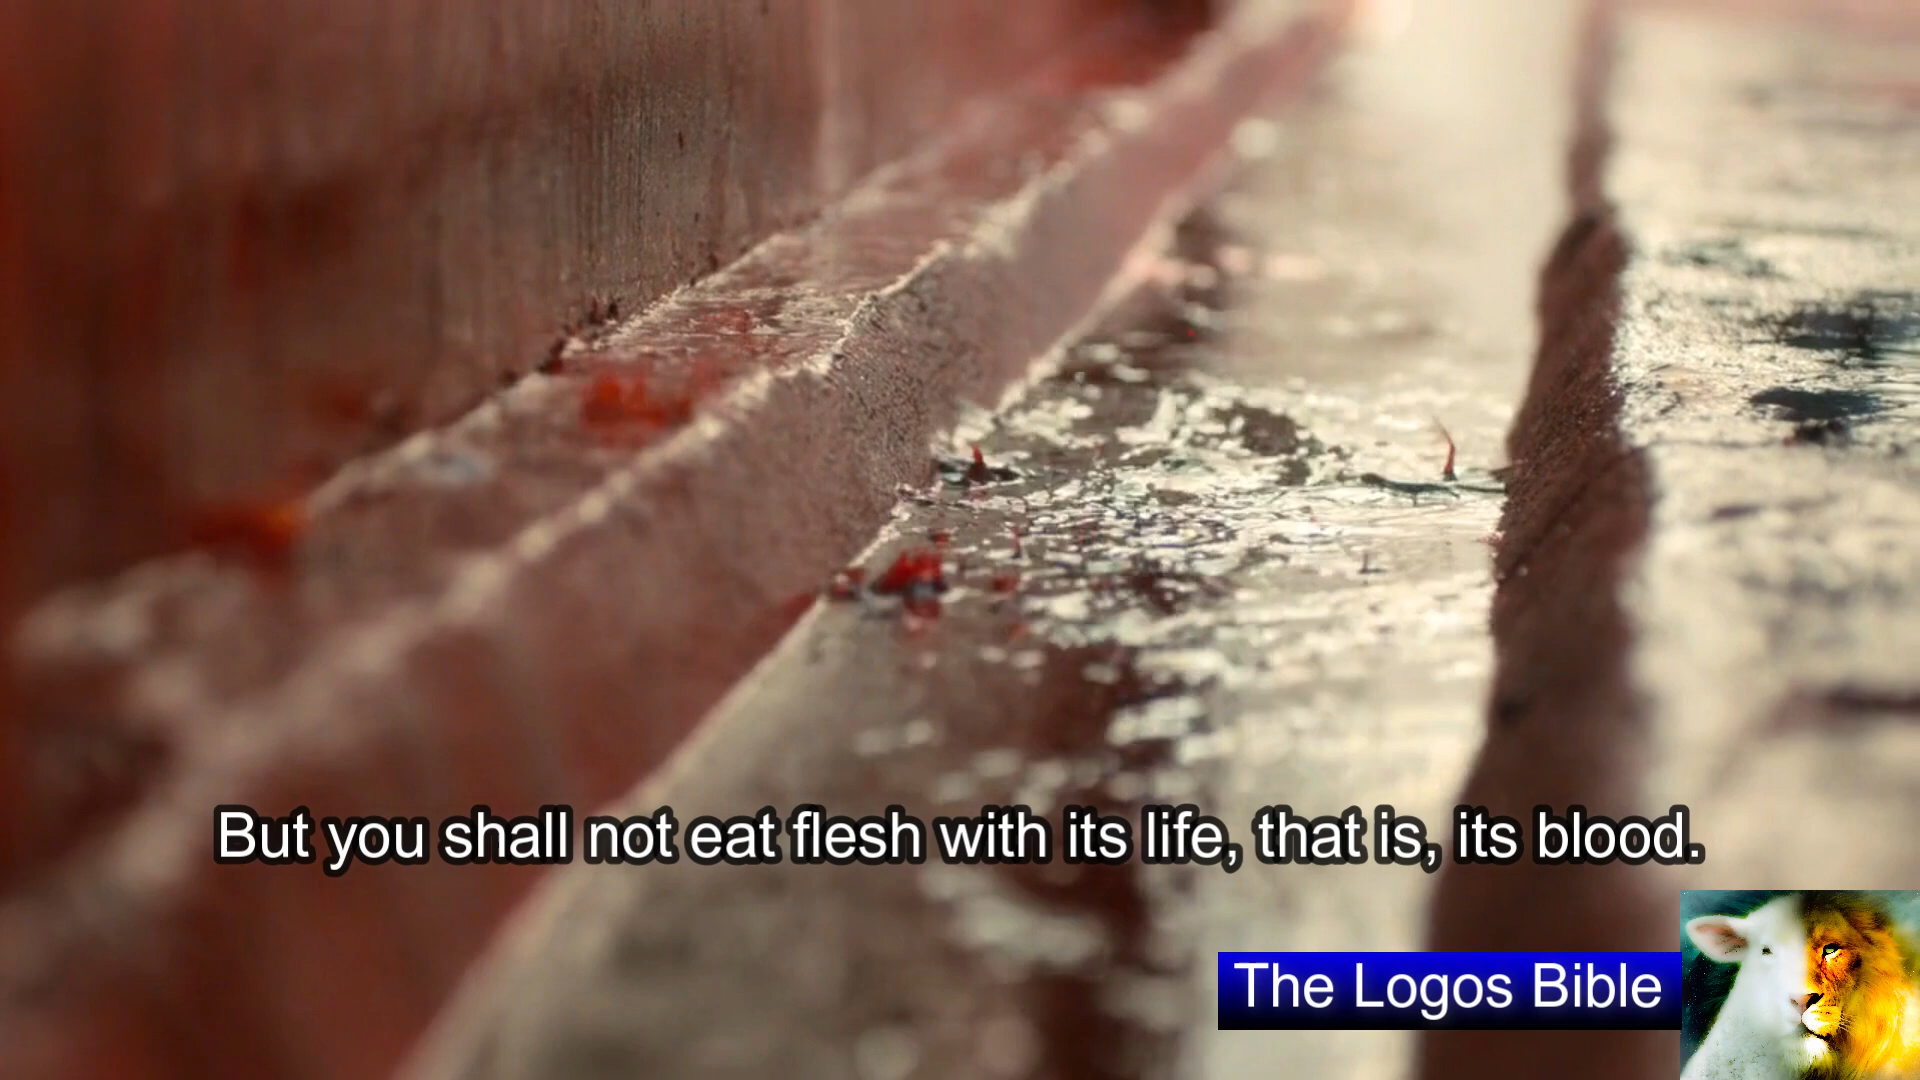 But you shall not eat flesh with its life, that is, its blood.
The Logos Bible